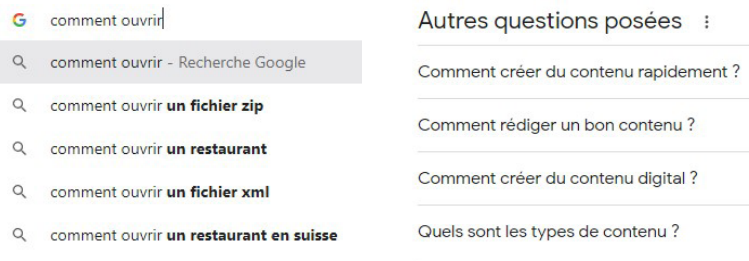 comment ouvrir
comment ouvrir - Recherche Google
comment ouvrir un fichier zip
comment ouvrir un restaurant
comment ouvrir un fichier xml
comment ouvrir un restaurant en suisse
Autres questions posées
Comment créer du contenu rapidement ?
Comment rédiger un bon contenu ?
Comment créer du contenu digital ?
Quels sont les types de contenu ?